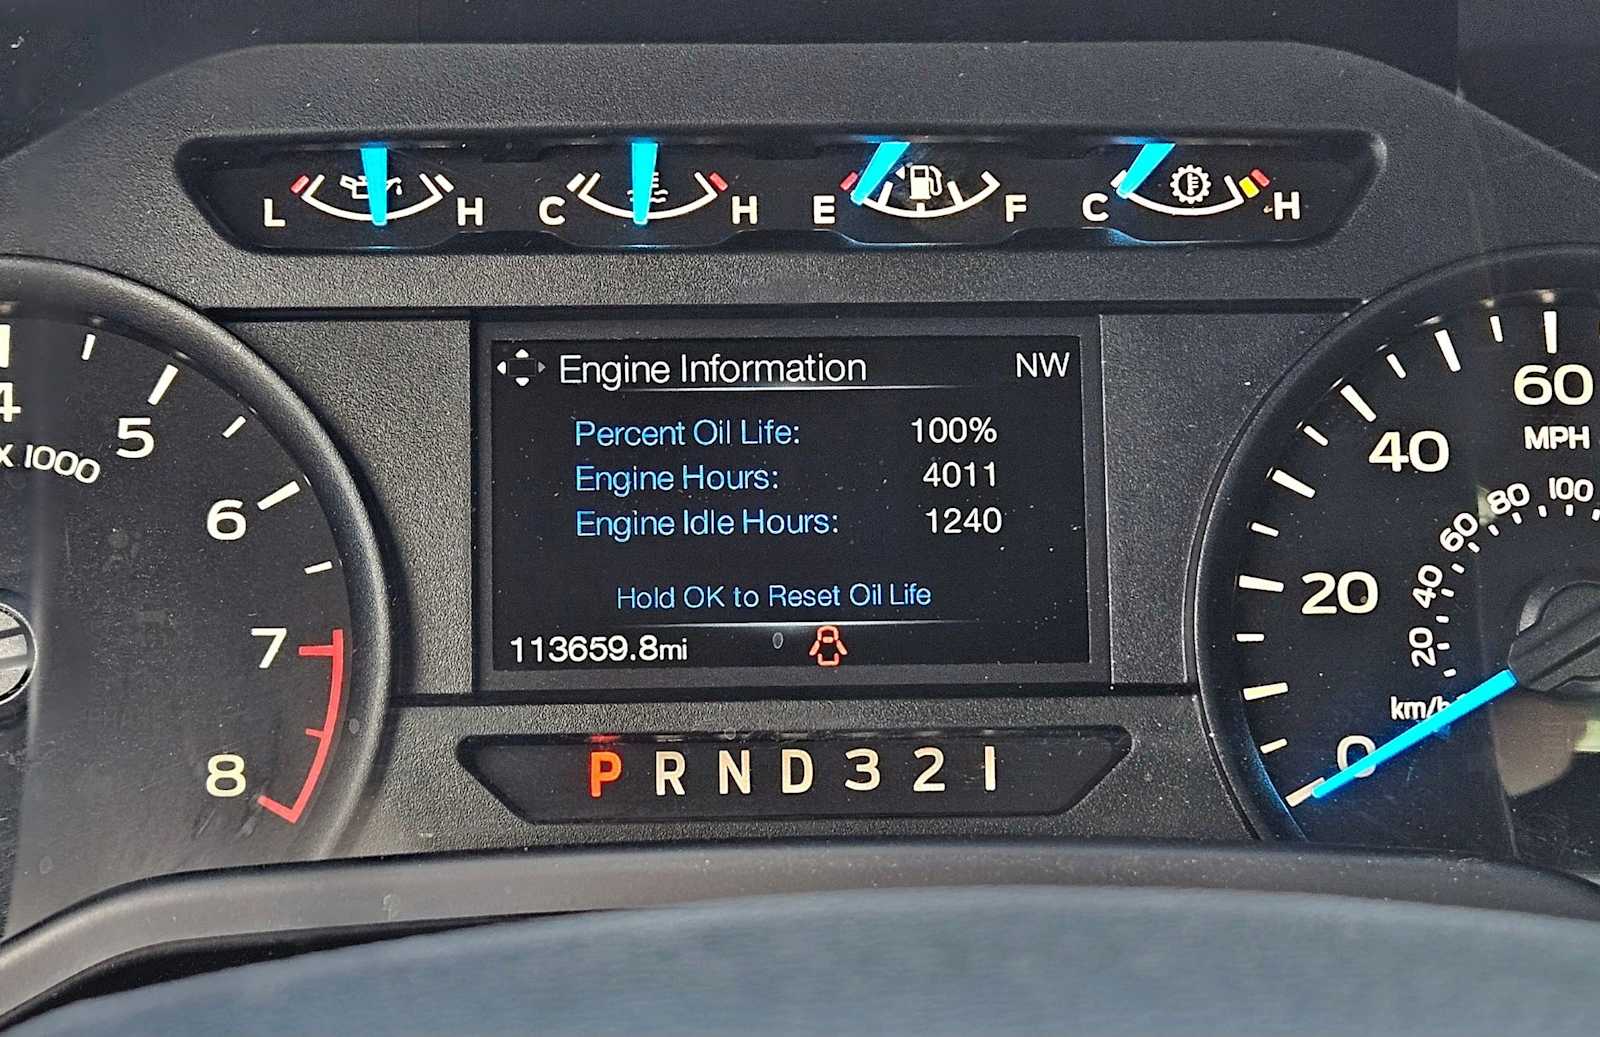 L H C H E F C H
Engine Information NW
Percent Oil Life: 100%
Engine Hours: 4011
Engine Idle Hours: 1240
Hold OK to Reset Oil Life
113659.8mi
4
5
X 1000
6
7
8
P R N D 3 2 1
60
MPH
40
20
0
100
80
60
40
20
km/h